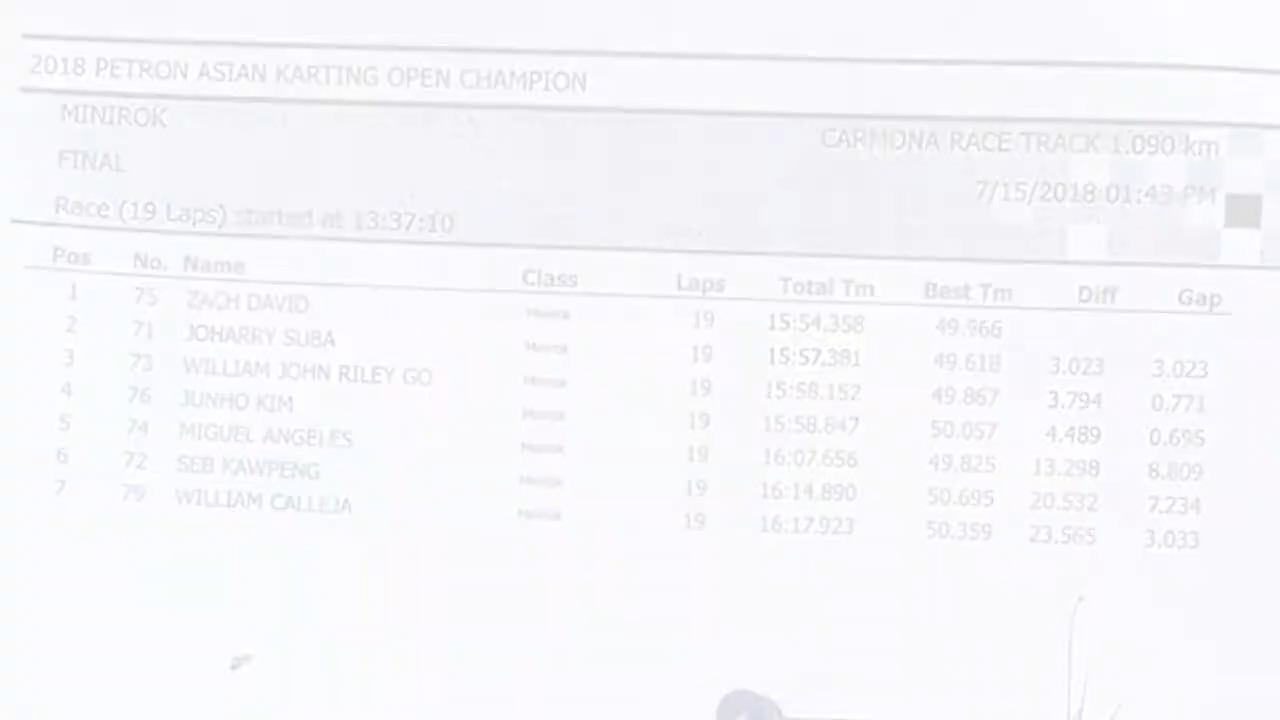 2018 PETRON ASIAN KARTING OPEN CHAMPION
MINIROK
CARMONA RACE TRACK 1.090 km
FINAL
7/15/2018 01:43 PM
Race (19 Laps) started at 13:37:10
Pos No. Name Class Laps Total Tm Best Tm Diff Gap
1 75 ZACH DAVID 19 15:54.358 49.966
2 71 JOHARRY SUBA 19 15:57.381 49.618 3.023 3.023
3 73 WILLIAM JOHN RILEY GO 19 15:58.152 49.867 3.794 0.771
4 76 JUNHO KIM 19 15:58.847 50.057 4.489 0.695
5 74 MIGUEL ANGELES 19 16:07.656 49.825 13.298 8.809
6 72 SEB KAWPENG 19 16:14.890 50.695 20.532 7.234
7 79 WILLIAM CALLEJA 19 16:17.923 50.359 23.565 3.033